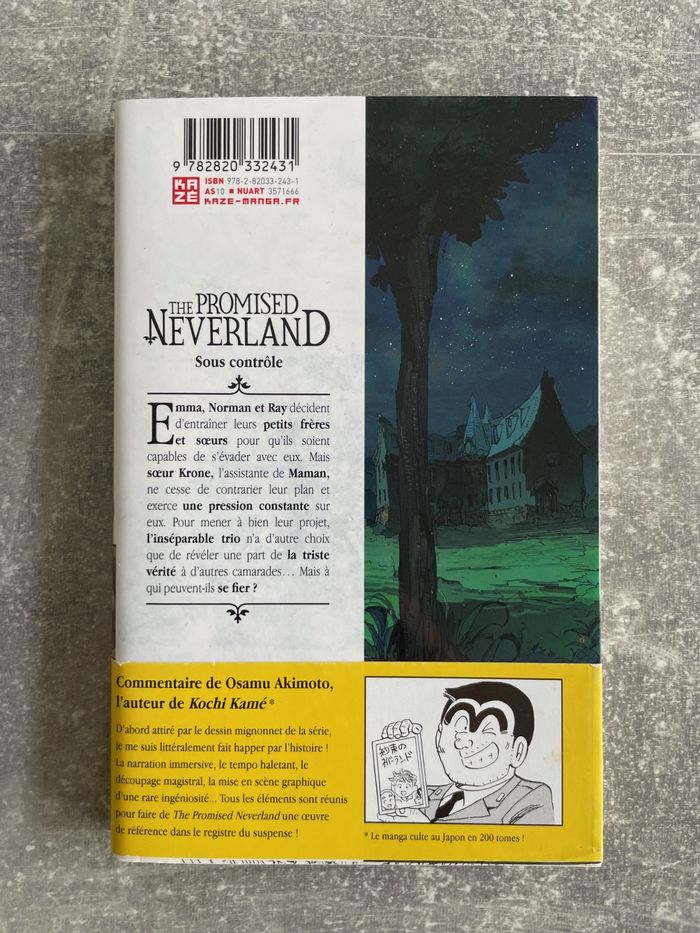 9 782820 332431
KAZÉ
ISBN 978-2-82033-243-1
AS10 ■ NUART 3571666
KAZE-MANGA.FR
THE PROMISED
NEVERLAND
Sous contrôle
Emma, Norman et Ray décident
d'entraîner leurs petits frères
et sœurs pour qu'ils soient
capables de s'évader avec eux. Mais
sœur Krone, l'assistante de Maman,
ne cesse de contrarier leur plan et
exerce une pression constante sur
eux. Pour mener à bien leur projet,
l'inséparable trio n'a d'autre choix
que de révéler une part de la triste
vérité à d'autres camarades… Mais à
qui peuvent-ils se fier ?
Commentaire de Osamu Akimoto,
l'auteur de Kochi Kamé *
D'abord attiré par le dessin mignonnet de la série,
je me suis littéralement fait happer par l'histoire !
La narration immersive, le tempo haletant, le
découpage magistral, la mise en scène graphique
d'une rare ingéniosité... Tous les éléments sont réunis
pour faire de The Promised Neverland une œuvre
de référence dans le registre du suspense !
約束の
ネバーランド
* Le manga culte au Japon en 200 tomes !